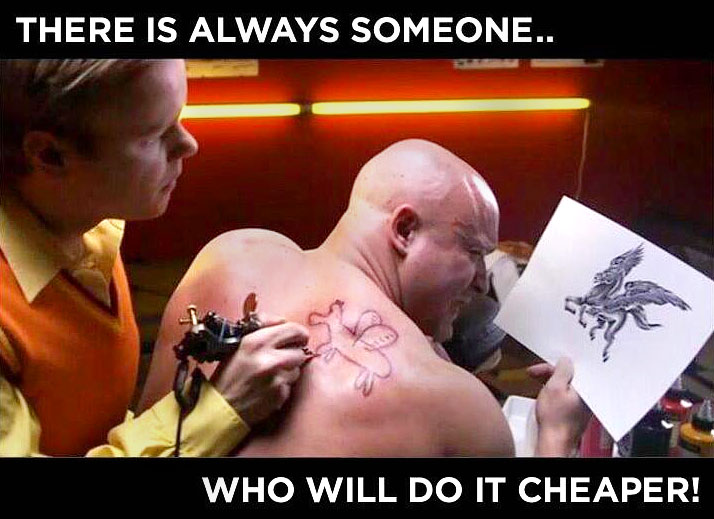 THERE IS ALWAYS SOMEONE..
WHO WILL DO IT CHEAPER!